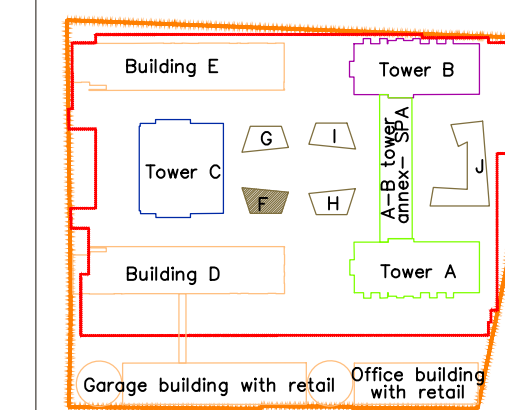 Building E
Tower B
G
I
A-B tower
annex- SPA
J
Tower C
F
H
Building D
Tower A
Garage building with retail
Office building
with retail